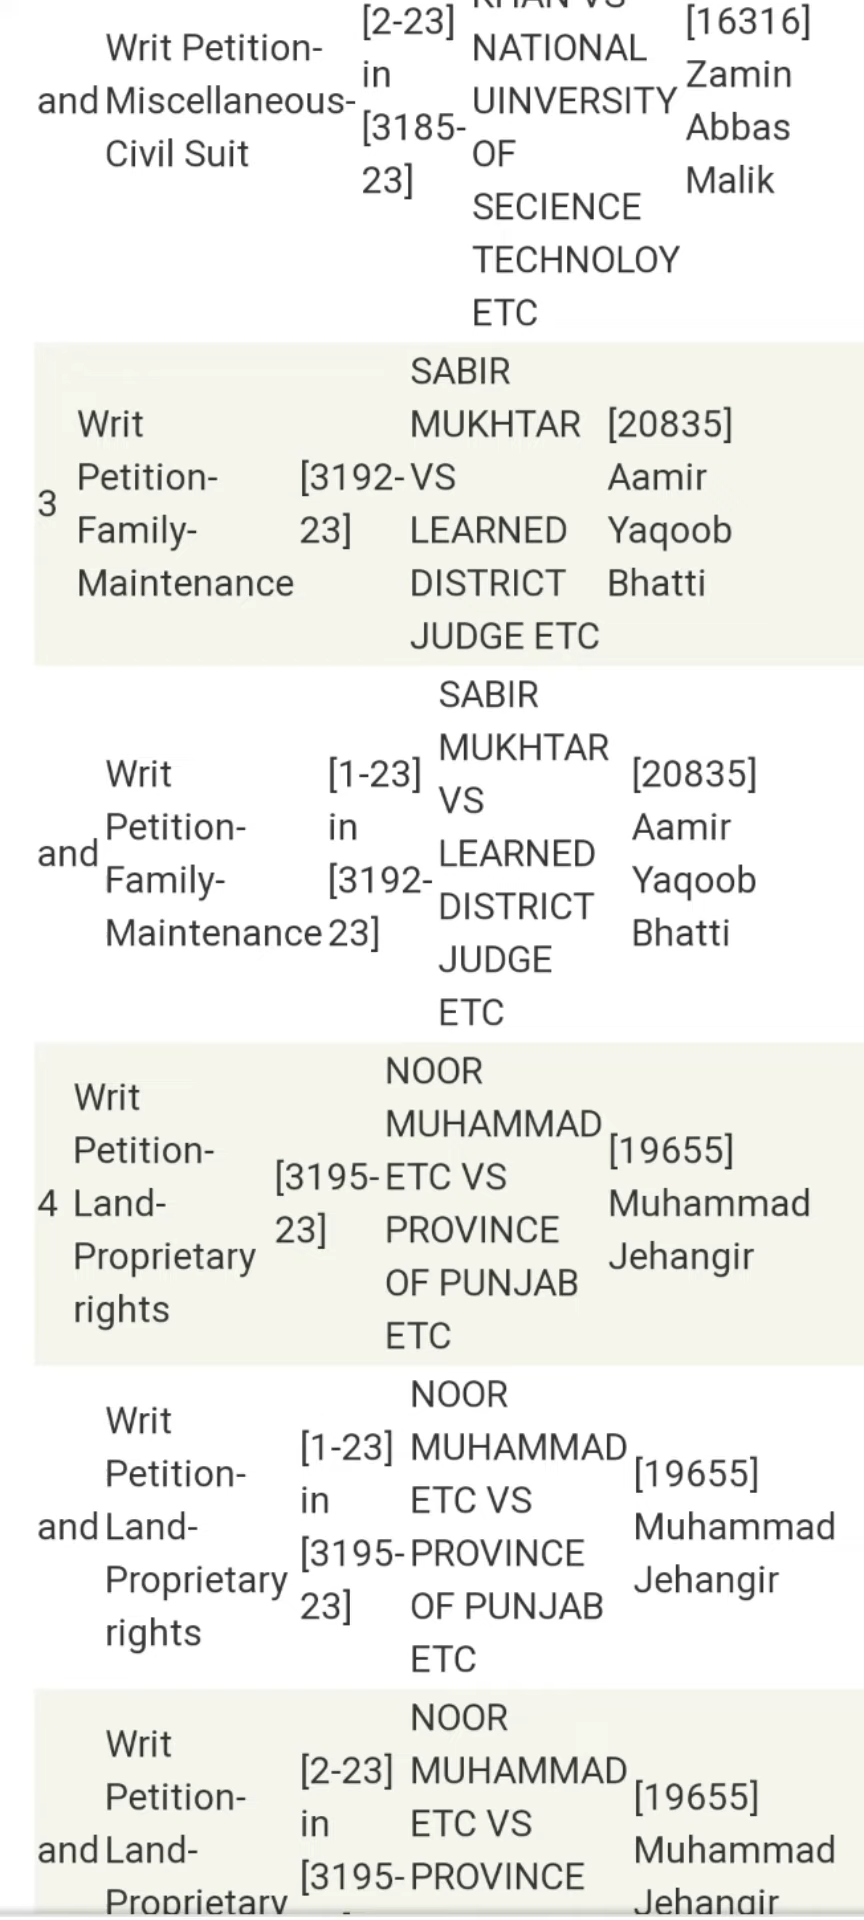 Writ Petition-
and Miscellaneous-
Civil Suit
[2-23]
in
[3185-
23]
KHAN VS
NATIONAL
UINVERSITY
OF
SECIENCE
TECHNOLOY
ETC
[16316]
Zamin
Abbas
Malik
3
Writ
Petition-
Family-
Maintenance
[3192-
23]
SABIR
MUKHTAR
VS
LEARNED
DISTRICT
JUDGE ETC
[20835]
Aamir
Yaqoob
Bhatti
and
Writ
Petition-
Family-
Maintenance
[1-23]
in
[3192-
23]
SABIR
MUKHTAR
VS
LEARNED
DISTRICT
JUDGE
ETC
[20835]
Aamir
Yaqoob
Bhatti
4
Writ
Petition-
Land-
Proprietary
rights
[3195-
23]
NOOR
MUHAMMAD
ETC VS
PROVINCE
OF PUNJAB
ETC
[19655]
Muhammad
Jehangir
and
Writ
Petition-
Land-
Proprietary
rights
[1-23]
in
[3195-
23]
NOOR
MUHAMMAD
ETC VS
PROVINCE
OF PUNJAB
ETC
[19655]
Muhammad
Jehangir
and
Writ
Petition-
Land-
Proprietary
[2-23]
in
[3195-
NOOR
MUHAMMAD
ETC VS
PROVINCE
[19655]
Muhammad
Jehangir